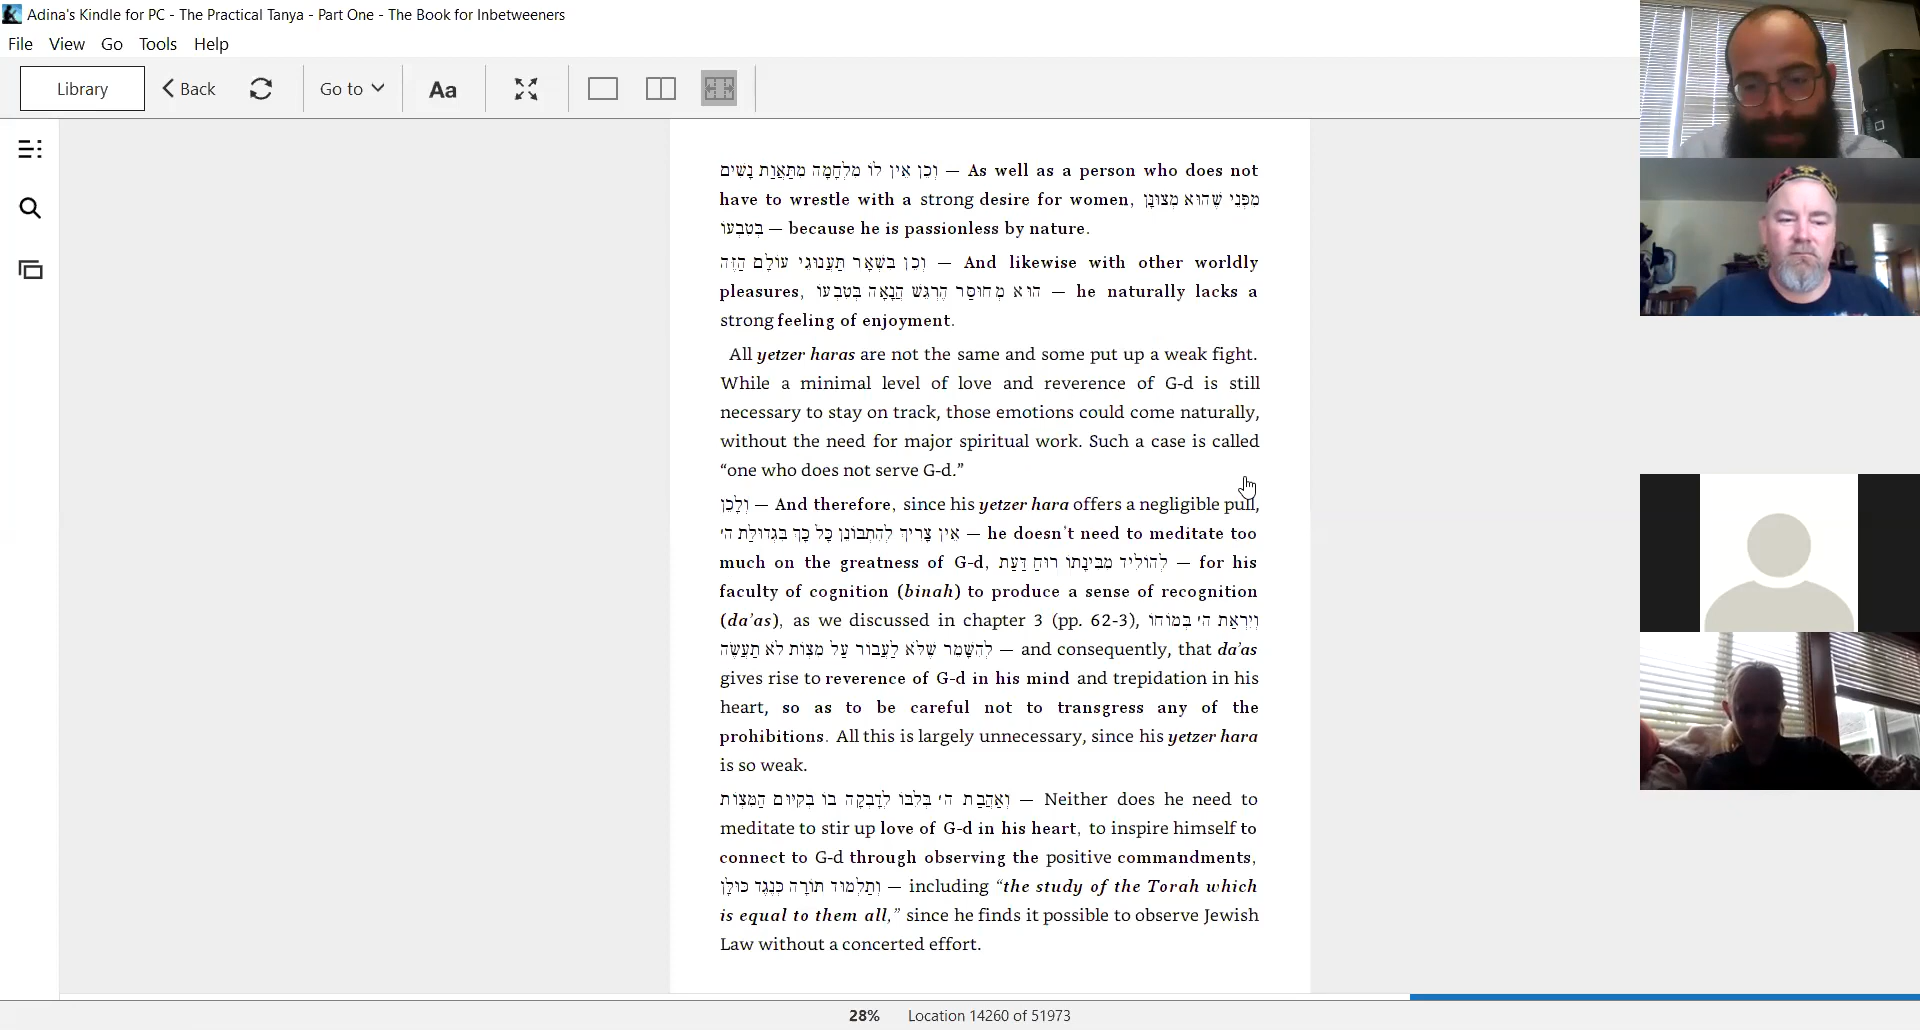 Adina's Kindle for PC - The Practical Tanya - Part One - The Book for Inbetweeners
File View Go Tools Help
Library Back Go to Aa
וְכֵן אֵין לוֹ מִלְחָמָה מִתַּאֲוַת נָשִׁים — As well as a person who does not
have to wrestle with a strong desire for women, מִפְּנֵי שֶׁהוּא מְצוּנָּן
בְּטִבְעוֹ — because he is passionless by nature.
וְכֵן בִּשְׁאָר תַּעֲנוּגֵי עוֹלָם הַזֶּה — And likewise with other worldly
pleasures, הוּא מְחוּסַר הֶרְגֵּשׁ הֲנָאָה בְּטִבְעוֹ — he naturally lacks a
strong feeling of enjoyment.
All yetzer haras are not the same and some put up a weak fight.
While a minimal level of love and reverence of G-d is still
necessary to stay on track, those emotions could come naturally,
without the need for major spiritual work. Such a case is called
“one who does not serve G-d.”
וְלָכֵן — And therefore, since his yetzer hara offers a negligible pull,
אֵין צָרִיךְ לְהִתְבּוֹנֵן כָּל כָּךְ בִּגְדוּלַּת ה׳ — he doesn’t need to meditate too
much on the greatness of G-d, לְהוֹלִיד מִבִּינָתוֹ רוּחַ דַּעַת — for his
faculty of cognition (binah) to produce a sense of recognition
(da’as), as we discussed in chapter 3 (pp. 62-3), וְיִרְאַת ה׳ בְּמוֹחוֹ
לְהִשָּׁמֵר שֶׁלֹּא לַעֲבוֹר עַל מִצְוֹת לֹא תַעֲשֶׂה — and consequently, that da’as
gives rise to reverence of G-d in his mind and trepidation in his
heart, so as to be careful not to transgress any of the
prohibitions. All this is largely unnecessary, since his yetzer hara
is so weak.
וְאַהֲבַת ה׳ בְּלִבּוֹ לְדָבְקָה בוֹ בְּקִיּוּם הַמִּצְוֹת — Neither does he need to
meditate to stir up love of G-d in his heart, to inspire himself to
connect to G-d through observing the positive commandments,
וְתַלְמוּד תּוֹרָה כְּנֶגֶד כּוּלָּן — including “the study of the Torah which
is equal to them all,” since he finds it possible to observe Jewish
Law without a concerted effort.
28% Location 14260 of 51973